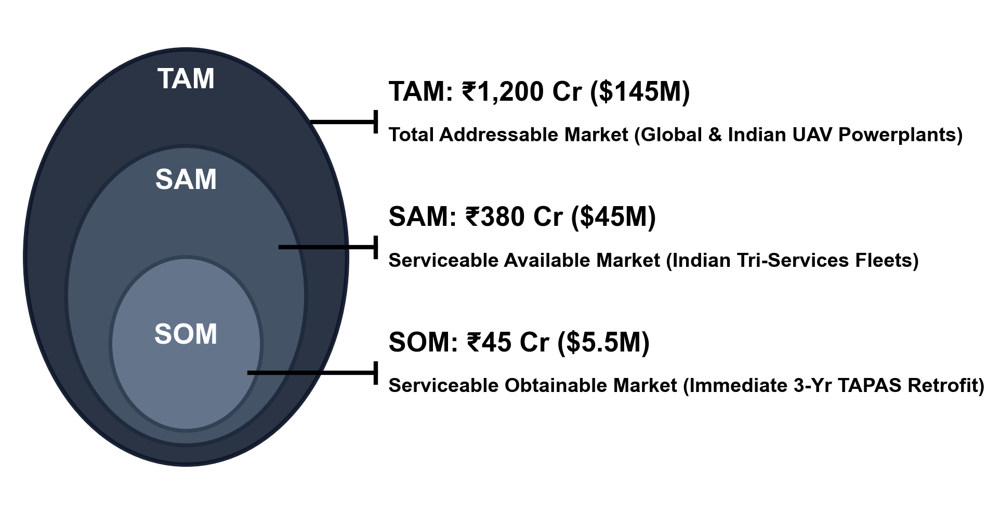 TAM
TAM: ₹1,200 Cr ($145M)
Total Addressable Market (Global & Indian UAV Powerplants)
SAM
SAM: ₹380 Cr ($45M)
Serviceable Available Market (Indian Tri-Services Fleets)
SOM
SOM: ₹45 Cr ($5.5M)
Serviceable Obtainable Market (Immediate 3-Yr TAPAS Retrofit)